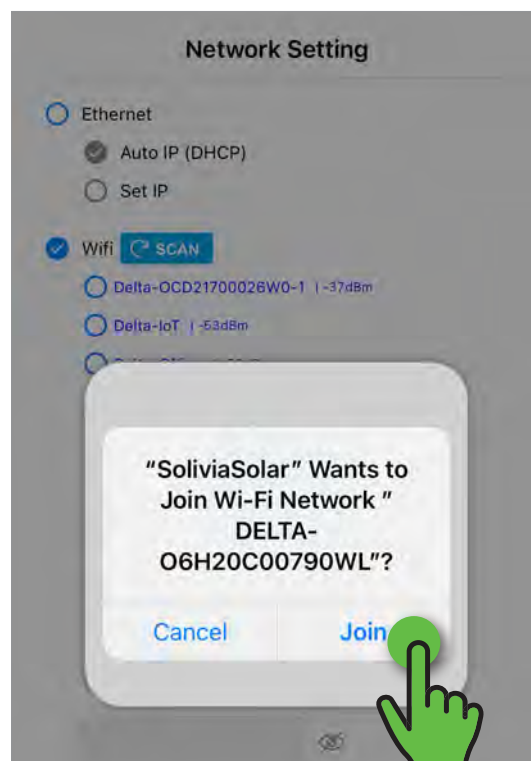 Network Setting
Ethernet
Auto IP (DHCP)
Set IP
Wifi SCAN
Delta-OCD21700026W0-1 | -37dBm
Delta-IoT | -53dBm
"SoliviaSolar" Wants to
Join Wi-Fi Network "
DELTA-
O6H20C00790WL"?
Cancel Join